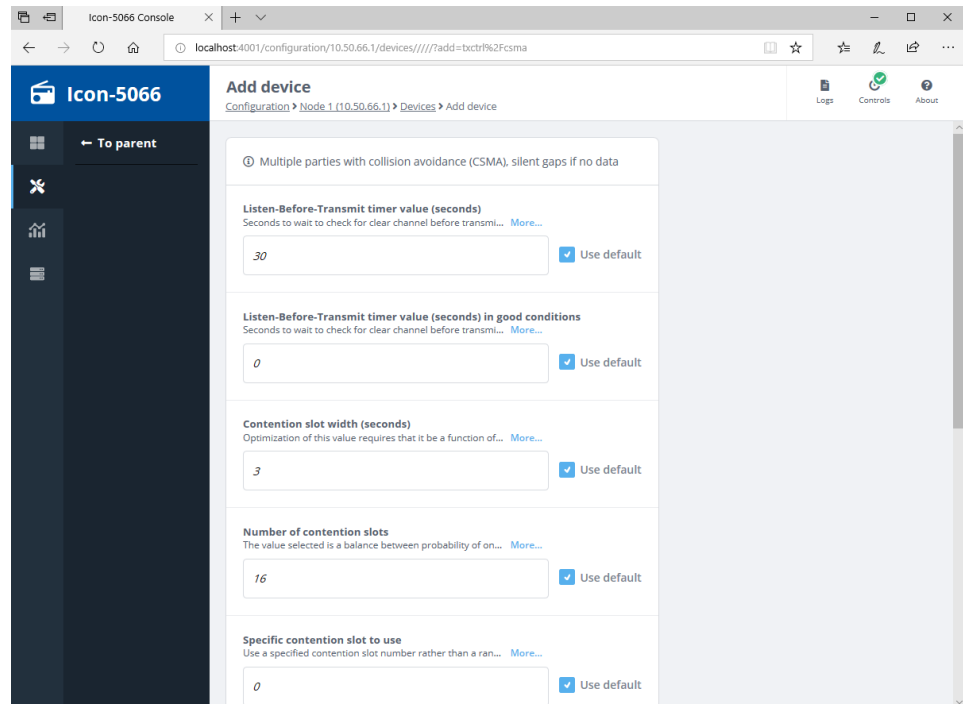 Icon-5066 Console
localhost:4001/configuration/10.50.66.1/devices/////?add=txctrl%2Fcsma
Icon-5066
Add device
Configuration > Node 1 (10.50.66.1) > Devices > Add device
Logs
Controls
About
← To parent
Multiple parties with collision avoidance (CSMA), silent gaps if no data
Listen-Before-Transmit timer value (seconds)
Seconds to wait to check for clear channel before transmi... More...
30
Use default
Listen-Before-Transmit timer value (seconds) in good conditions
Seconds to wait to check for clear channel before transmi... More...
0
Use default
Contention slot width (seconds)
Optimization of this value requires that it be a function of... More...
3
Use default
Number of contention slots
The value selected is a balance between probability of on... More...
16
Use default
Specific contention slot to use
Use a specified contention slot number rather than a ran... More...
0
Use default